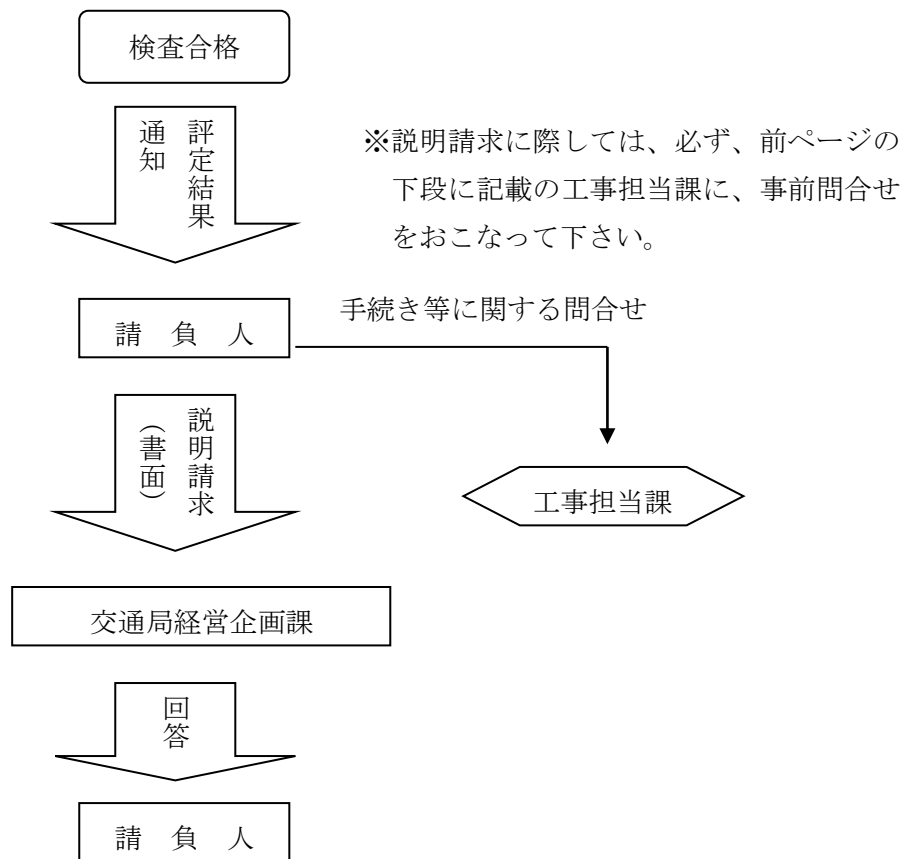 検査合格
評定結果
通知
※説明請求に際しては、必ず、前ページの
下段に記載の工事担当課に、事前問合せ
をおこなって下さい。
手続き等に関する問合せ
請 負 人
説明請求
（書面）
工事担当課
交通局経営企画課
回答
請 負 人